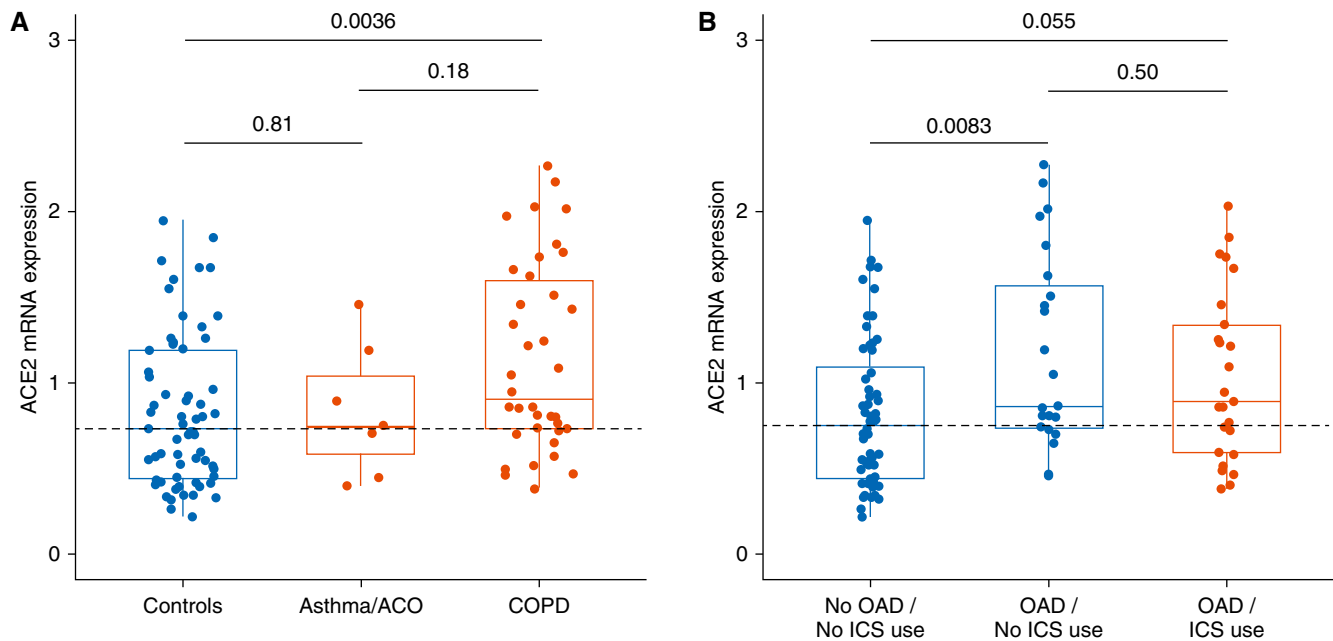 A
ACE2 mRNA expression
3
2
1
0
0.0036
0.18
0.81
Controls
Asthma/ACO
COPD
B
ACE2 mRNA expression
3
2
1
0
0.055
0.50
0.0083
No OAD /
No ICS use
OAD /
No ICS use
OAD /
ICS use